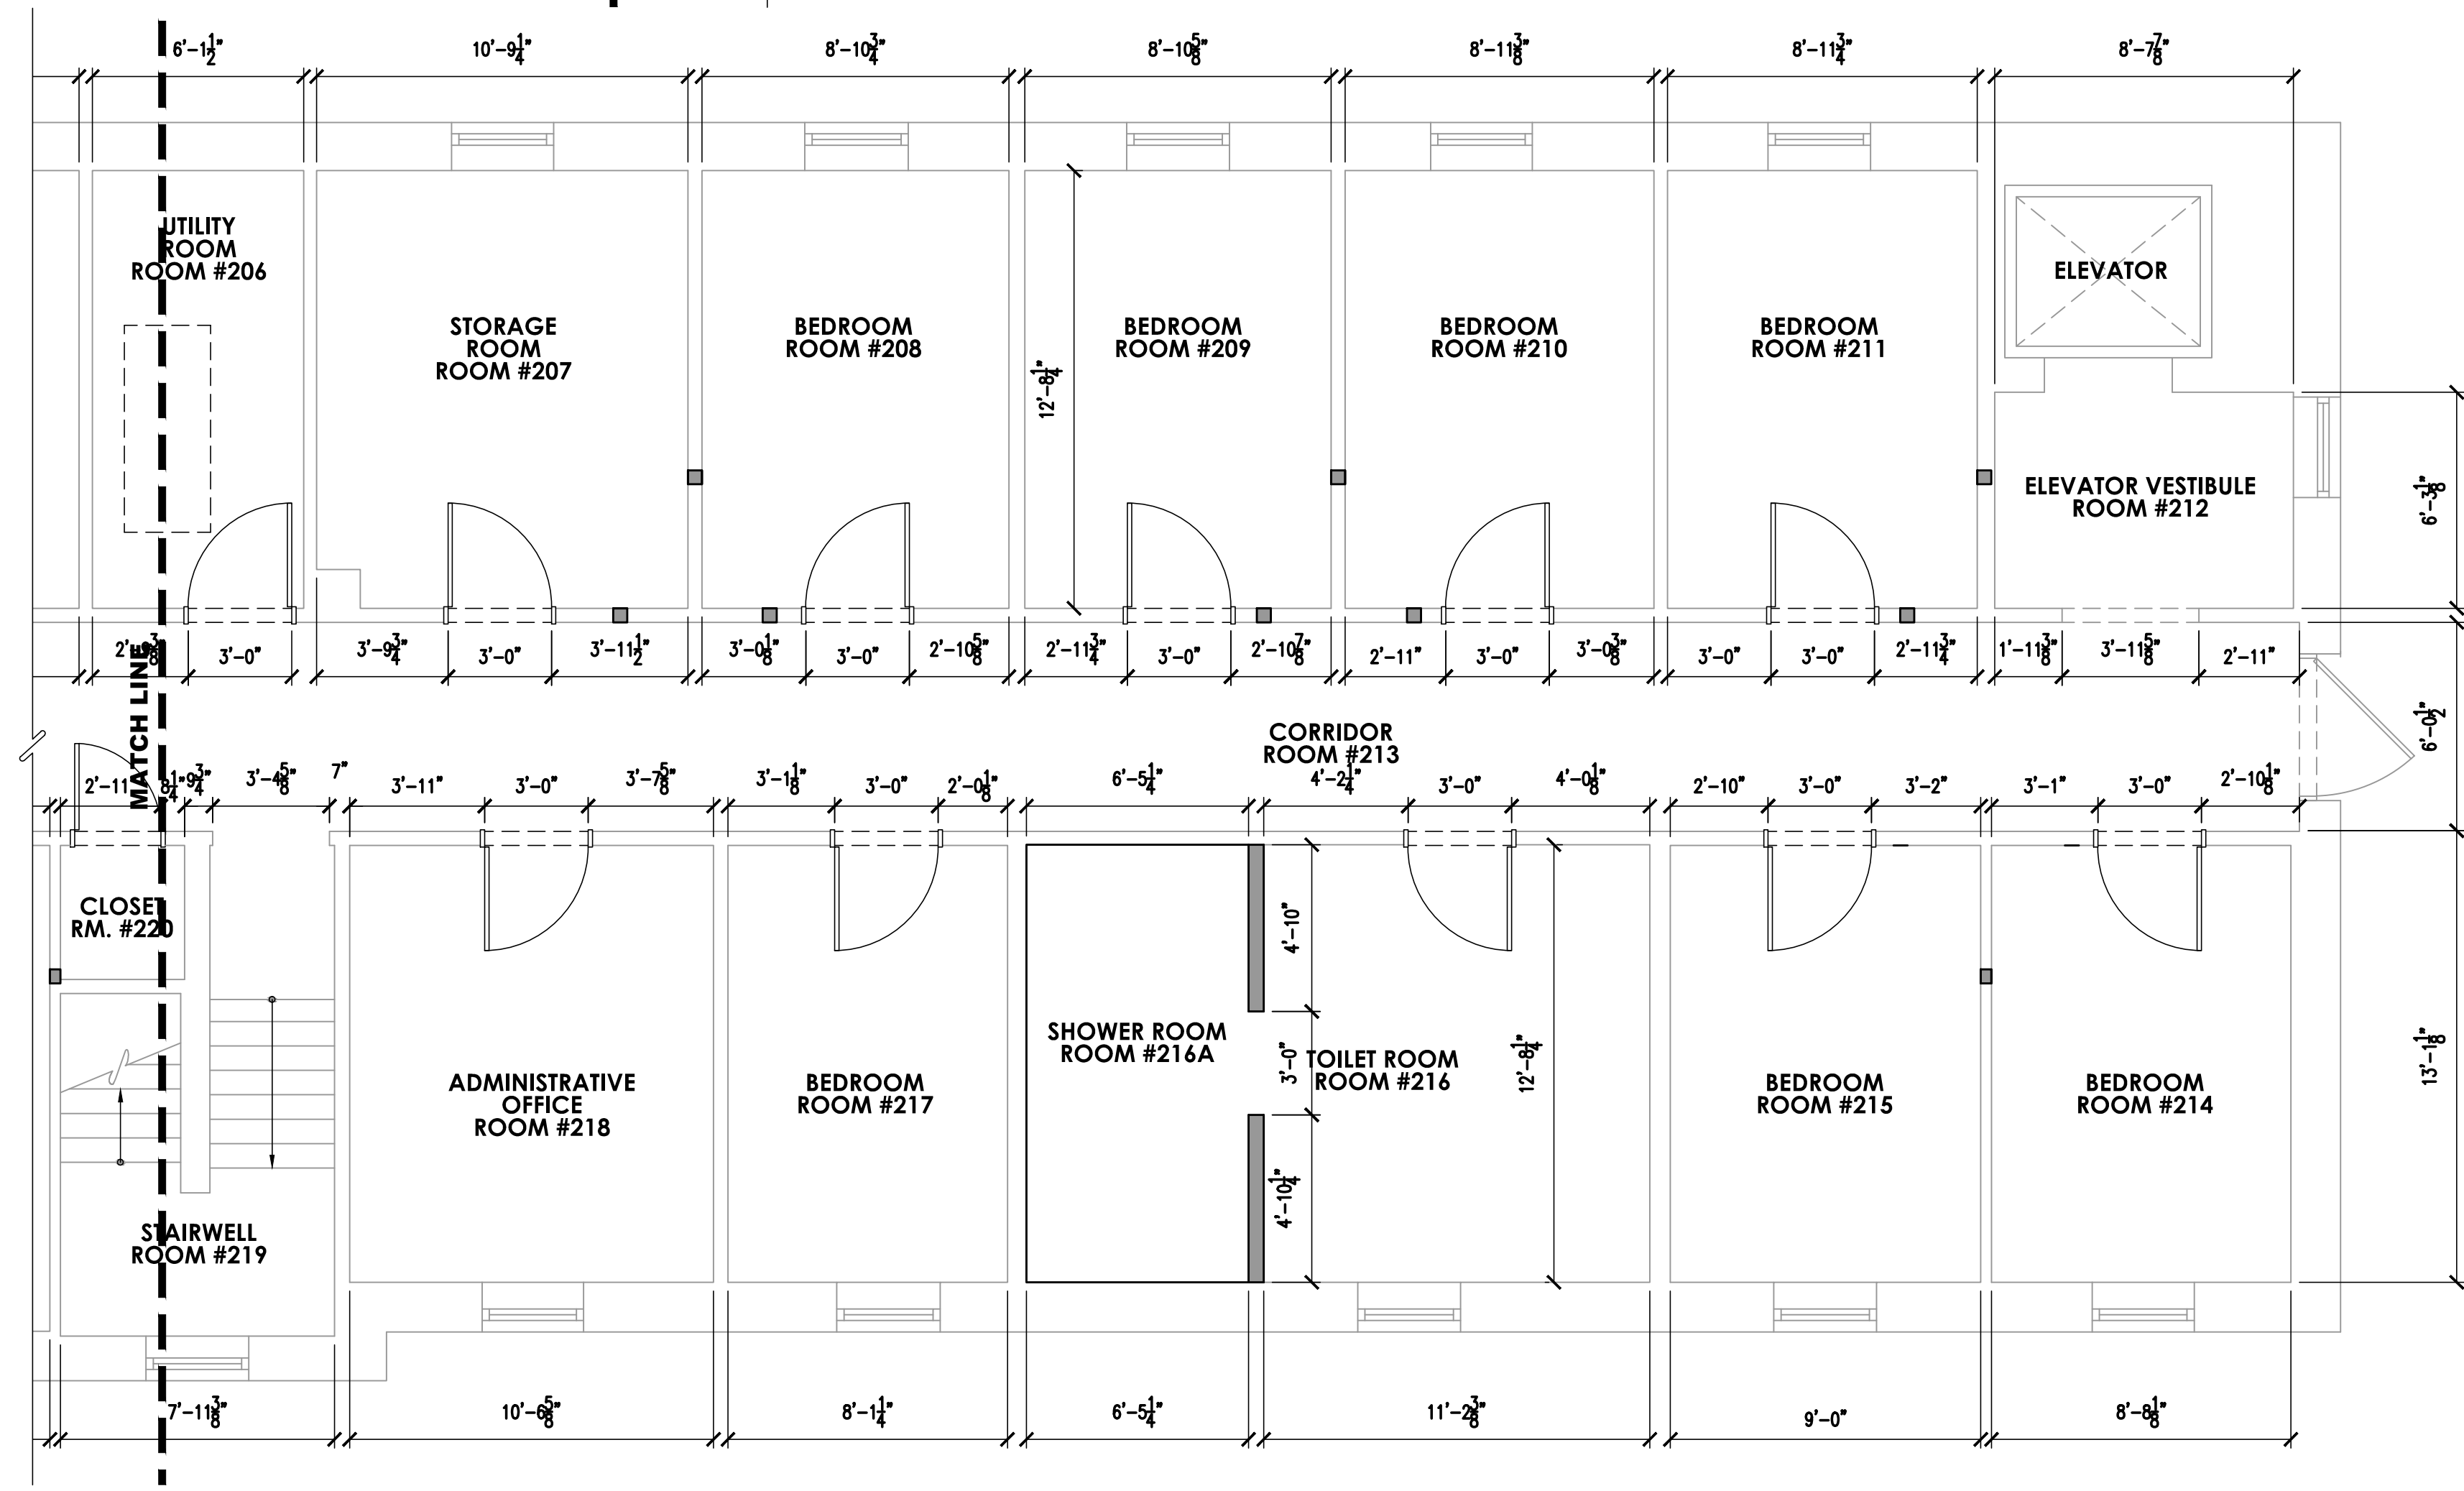 6'-1 1/2" 10'-9 1/4" 8'-10 3/4" 8'-10 5/8" 8'-11 3/8" 8'-11 3/4" 8'-7 7/8"
UTILITY
ROOM
ROOM #206
STORAGE
ROOM
ROOM #207
BEDROOM
ROOM #208
12'-8 1/4"
BEDROOM
ROOM #209
BEDROOM
ROOM #210
BEDROOM
ROOM #211
ELEVATOR
ELEVATOR VESTIBULE
ROOM #212
6'-3 1/8"
3'-0" 3'-9 3/4" 3'-0" 3'-11 1/2" 3'-0 1/8" 3'-0" 2'-10 5/8" 2'-11 3/4" 3'-0" 2'-10 7/8" 2'-11" 3'-0" 3'-0 3/8" 3'-0" 3'-0" 2'-11 3/4" 1'-11 3/8" 3'-11 5/8" 2'-11"
MATCH LINE
CORRIDOR
ROOM #213
6'-0 1/2"
2'-11 8 1/4" 9 3/4" 3'-4 5/8" 7" 3'-11" 3'-0" 3'-7 5/8" 3'-1 1/8" 3'-0" 2'-0 1/8" 6'-5 1/4" 4'-2 1/4" 3'-0" 4'-0 1/8" 2'-10" 3'-0" 3'-2" 3'-1" 3'-0" 2'-10 1/8"
CLOSET
RM. #220
STAIRWELL
ROOM #219
ADMINISTRATIVE
OFFICE
ROOM #218
BEDROOM
ROOM #217
SHOWER ROOM
ROOM #216A
4'-10"
3'-0"
4'-10 1/4"
TOILET ROOM
ROOM #216
12'-8 1/4"
BEDROOM
ROOM #215
BEDROOM
ROOM #214
13'-1 1/8"
7'-11 3/8" 10'-6 5/8" 8'-1 1/4" 6'-5 1/4" 11'-2 3/8" 9'-0" 8'-8 1/8"